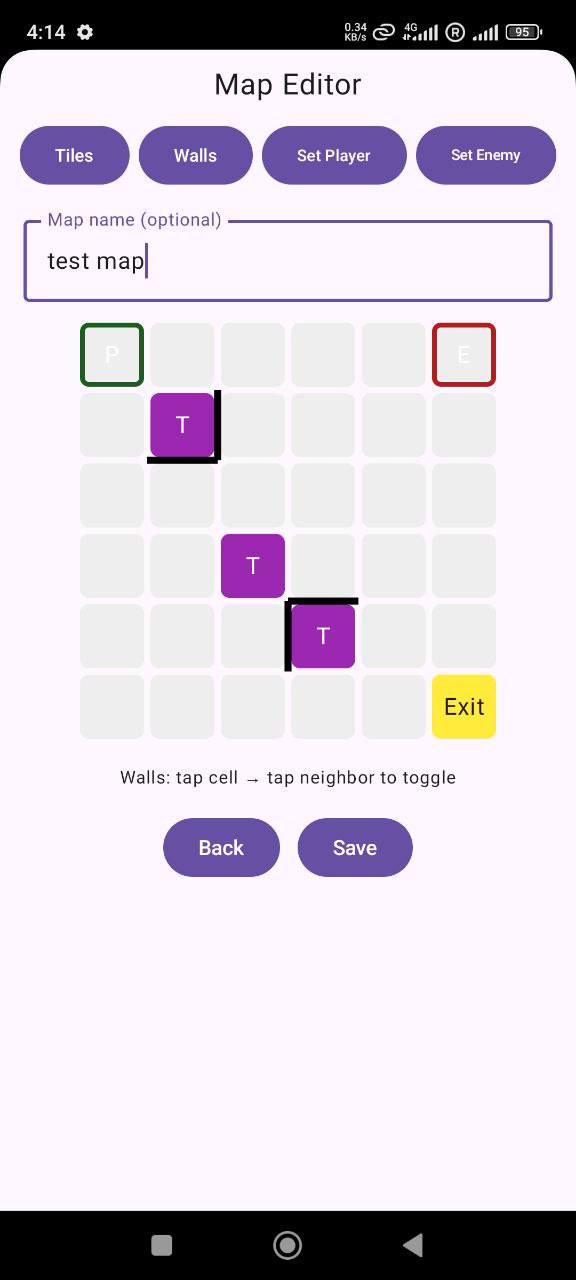 4:14 0.34 KB/s 4G R 95
Map Editor
Tiles Walls Set Player Set Enemy
Map name (optional)
test map
P E
T
T
T
Exit
Walls: tap cell → tap neighbor to toggle
Back Save